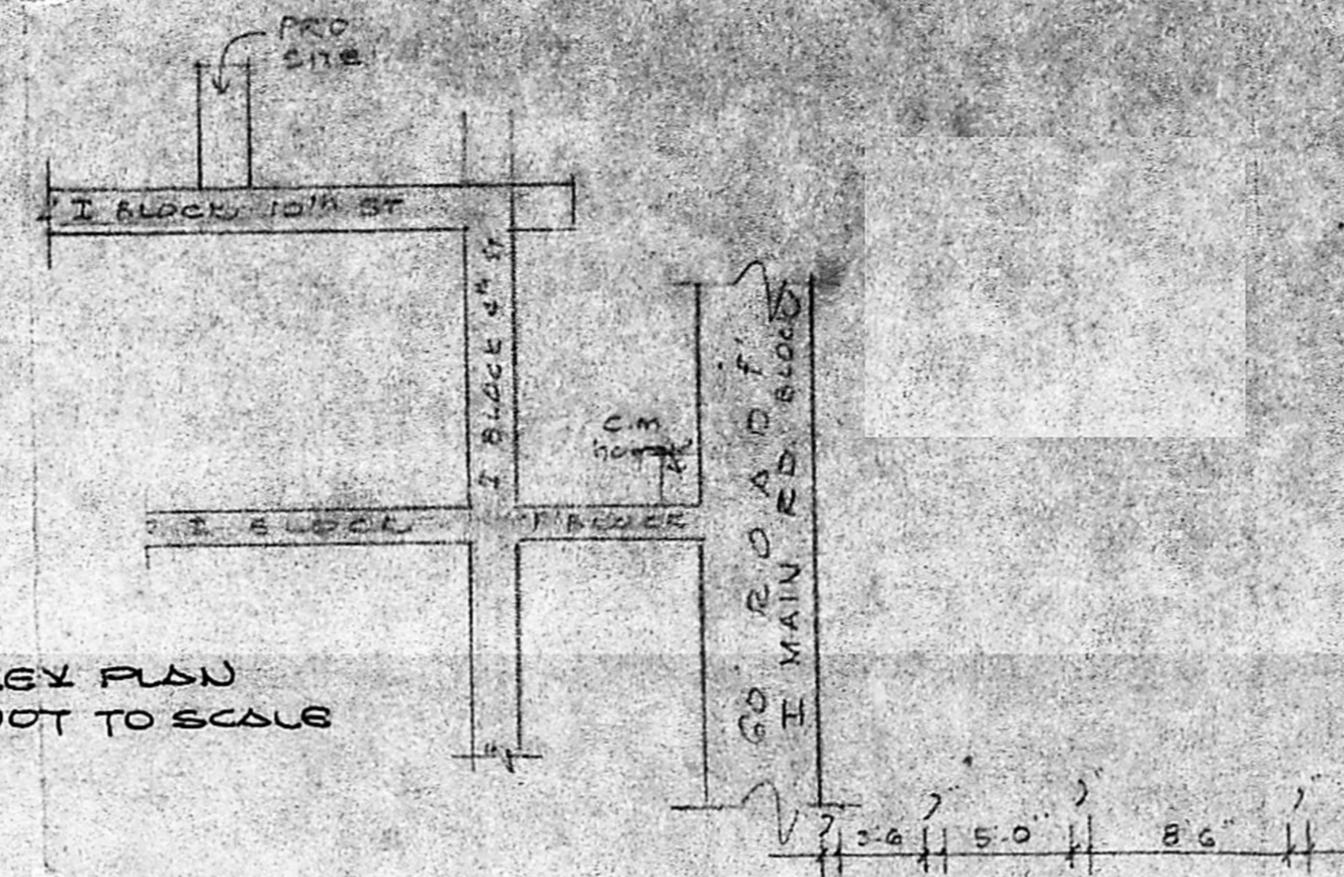 PRO
Site
I BLOCK 10th ST
I BLOCK 4th St
C.M
I BLOCK
F BLOCK
60' ROAD 'F'
I MAIN RD. BLOCK
KEY PLAN
NOT TO SCALE
3-6
5-0"
8'6"